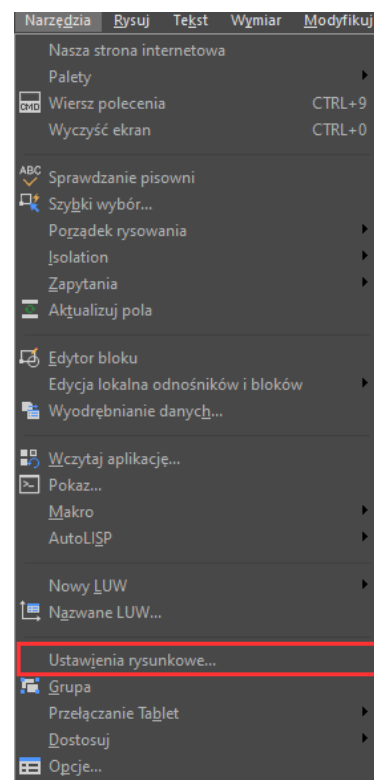 Narzędzia Rysuj Tekst Wymiar Modyfikuj
Nasza strona internetowa
Palety
CMD Wiersz polecenia CTRL+9
Wyczyść ekran CTRL+0
ABC Sprawdzanie pisowni
Szybki wybór...
Porządek rysowania
Isolation
Zapytania
Aktualizuj pola
Edytor bloku
Edycja lokalna odnośników i bloków
Wyodrębnianie danych...
Wczytaj aplikację...
Pokaz...
Makro
AutoLISP
Nowy LUW
Nazwane LUW...
Ustawienia rysunkowe...
Grupa
Przełączanie Tablet
Dostosuj
Opcje...